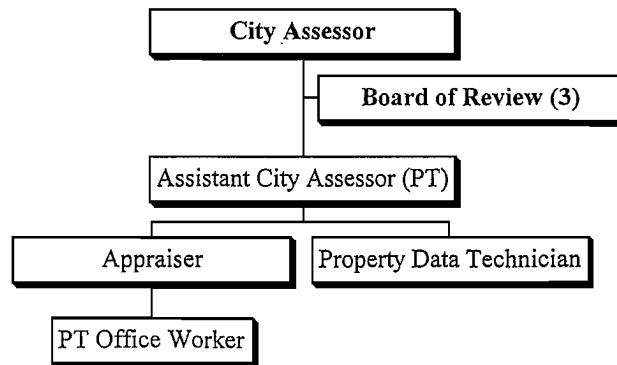 City Assessor
Board of Review (3)
Assistant City Assessor (PT)
Appraiser
Property Data Technician
PT Office Worker